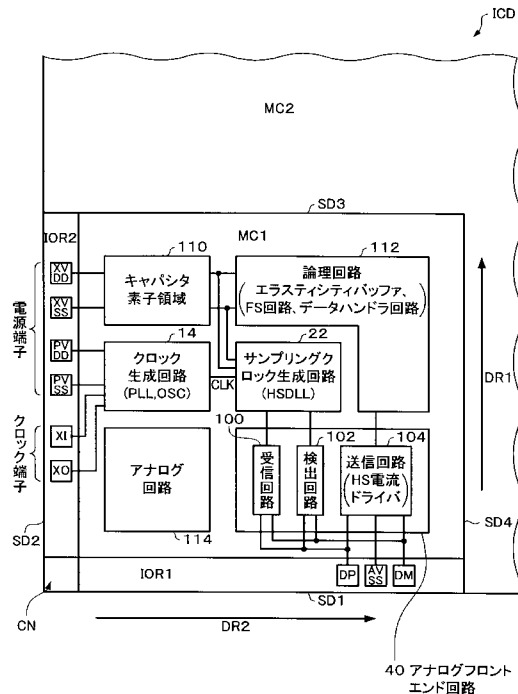 ICD
MC2
SD3
IOR2
MC1
110
112
XV
DD
XV
SS
PV
DD
PV
SS
XI
XO
電源端子
クロック端子
キャパシタ
素子領域
論理回路
(エラスティシティバッファ、
FS回路、データハンドラ回路)
14
22
クロック
生成回路
(PLL,OSC)
CLK
サンプリングク
ロック生成回路
(HSDLL)
DR1
100
102
104
アナログ
回路
受信回路
検出回路
送信回路
(HS電流
ドライバ)
SD2
114
SD4
IOR1
DP
AV
SS
DM
CN
SD1
DR2
40 アナログフロント
エンド回路